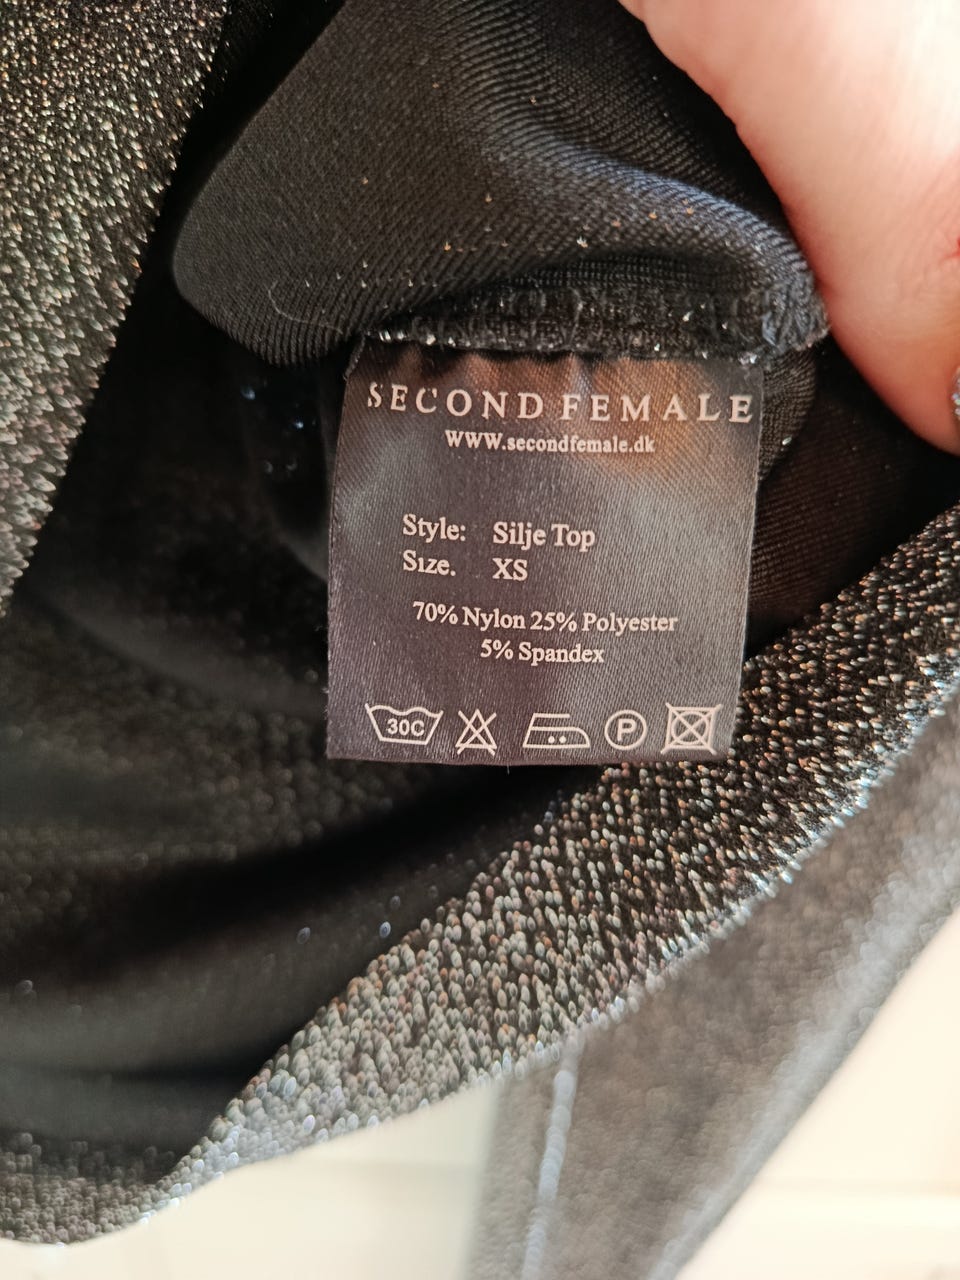 SECOND FEMALE
www.secondfemale.dk
Style: Silje Top
Size. XS
70% Nylon 25% Polyester
5% Spandex
30C P